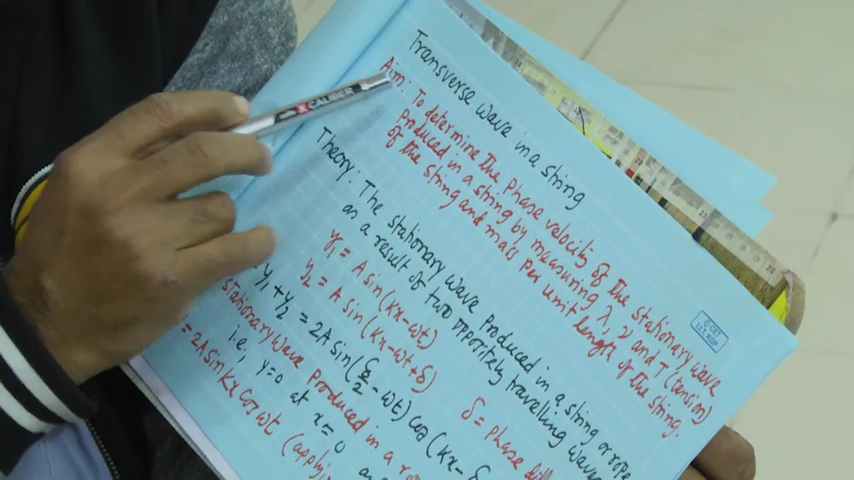 Transverse wave in a string
Aim: To determine the phase velocity of the stationary wave
produced in a string by measuring λ, ν and T (tension)
of the string and mass per unit length of the string.
Theory: The stationary wave produced in a string or rope
as a result of two oppositely travelling wave
y₁ = A sin(kx-ωt)
y₂ = A sin(kx-ωt+δ)
δ = phase diff
y₁+y₂ = 2A sin(δ/2 - ωt) cos(kx-δ
stationary wave produced in a ro
i.e., y=0 at x=0
= 2A sin kx cos ωt (apply
CALIBER